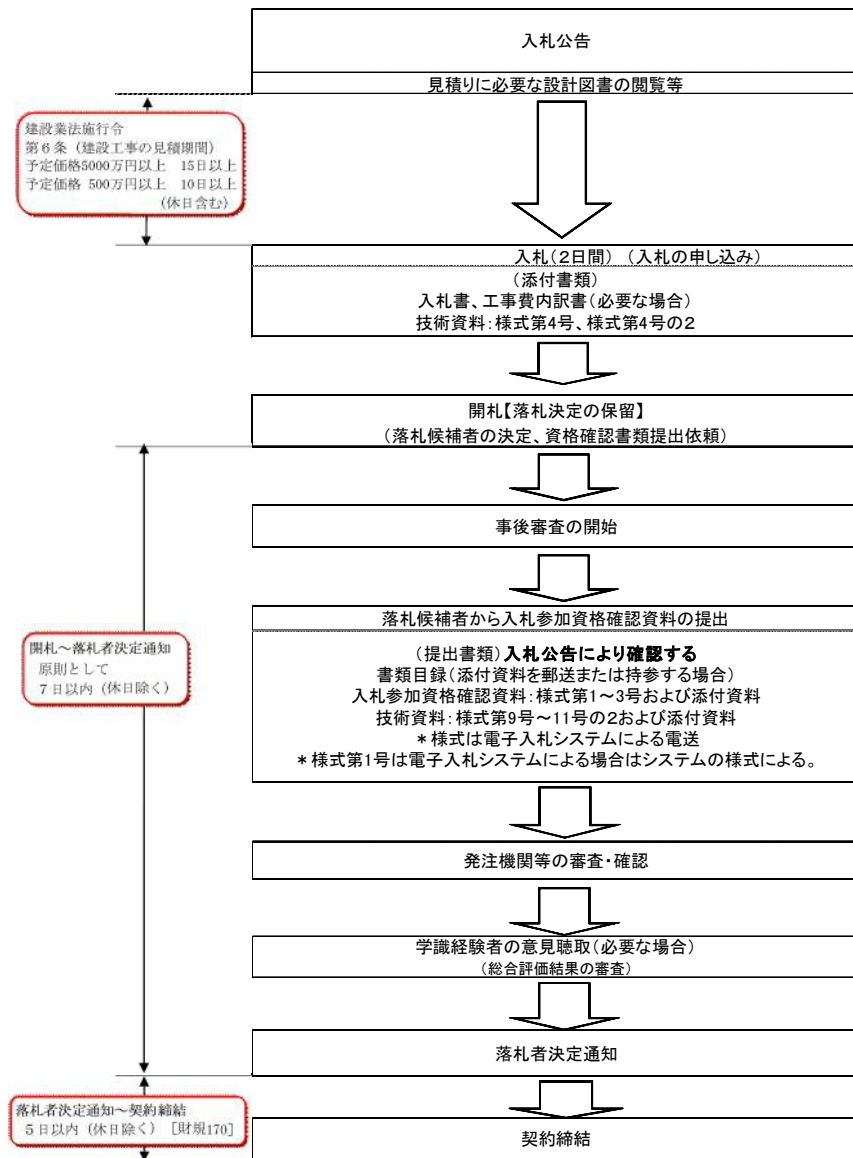 入札公告
見積りに必要な設計図書の閲覧等
建設業法施行令
第6条（建設工事の見積期間）
予定価格5000万円以上　15日以上
予定価格 500万円以上　10日以上
（休日含む）
入札（2日間）（入札の申し込み）
（添付書類）
入札書、工事費内訳書（必要な場合）
技術資料：様式第4号、様式第4号の2
開札【落札決定の保留】
（落札候補者の決定、資格確認書類提出依頼）
事後審査の開始
落札候補者から入札参加資格確認資料の提出
（提出書類）入札公告により確認する
書類目録（添付資料を郵送または持参する場合）
入札参加資格確認資料：様式第1～3号および添付資料
技術資料：様式第9号～11号の2および添付資料
＊様式は電子入札システムによる電送
＊様式第1号は電子入札システムによる場合はシステムの様式による。
開札～落札者決定通知
原則として
7日以内（休日除く）
発注機関等の審査・確認
学識経験者の意見聴取（必要な場合）
（総合評価結果の審査）
落札者決定通知
落札者決定通知～契約締結
5日以内（休日除く）［財規170］
契約締結